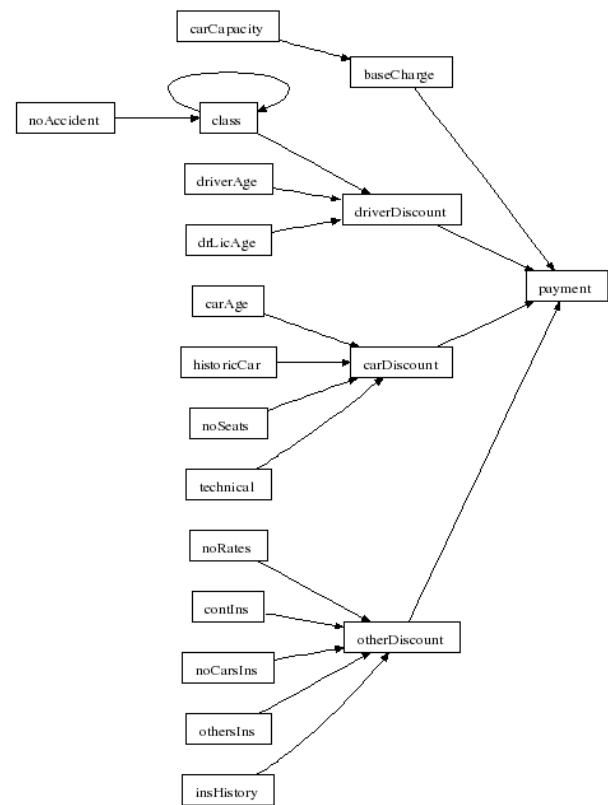 carCapacity
baseCharge
noAccident
class
driverAge
driverDiscount
drLicAge
payment
carAge
historicCar
carDiscount
noSeats
technical
noRates
contIns
otherDiscount
noCarsIns
othersIns
insHistory